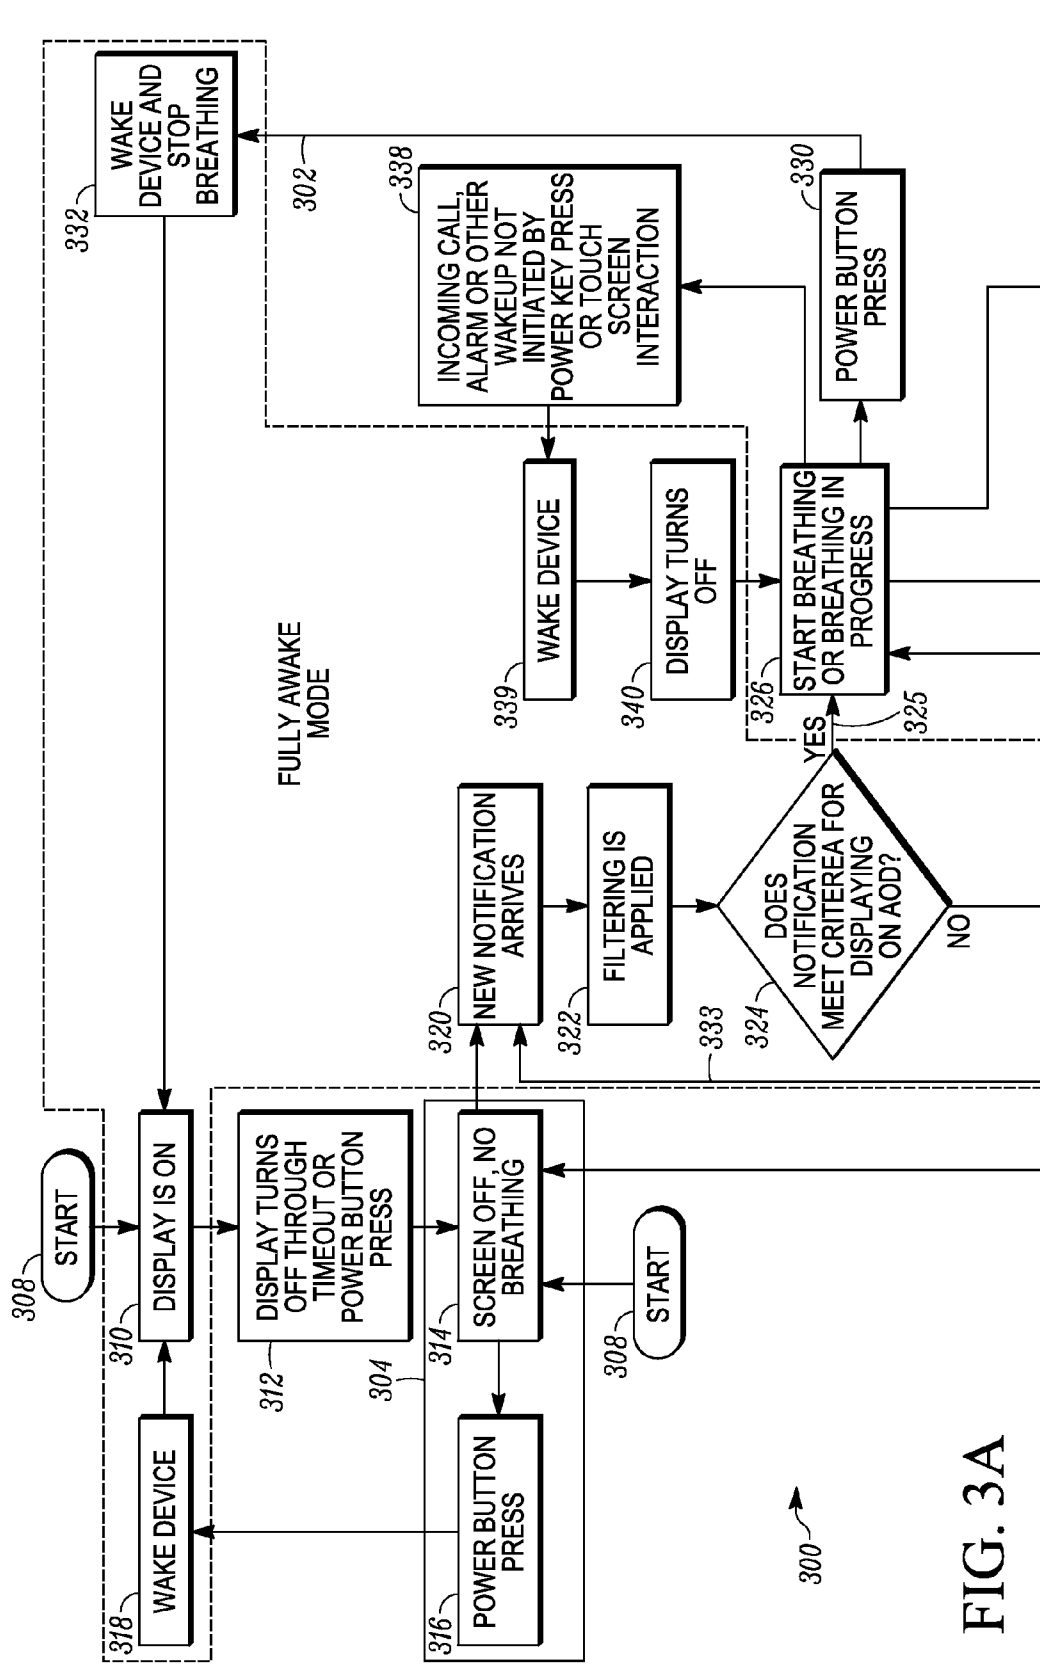 308
START
310
DISPLAY IS ON
318
WAKE DEVICE
332
WAKE
DEVICE AND
STOP
BREATHING
312
DISPLAY TURNS
OFF THROUGH
TIMEOUT OR
POWER BUTTON
PRESS
304
314
SCREEN OFF, NO
BREATHING
316
POWER BUTTON
PRESS
308
START
FULLY AWAKE
MODE
320
NEW NOTIFICATION
ARRIVES
322
FILTERING IS
APPLIED
333
324
DOES
NOTIFICATION
MEET CRITEREA FOR
DISPLAYING
ON AOD?
YES
NO
325
302
338
INCOMING CALL,
ALARM OR OTHER
WAKEUP NOT
INITIATED BY
POWER KEY PRESS
OR TOUCH
SCREEN
INTERACTION
339
WAKE DEVICE
340
DISPLAY TURNS
OFF
326
START BREATHING
OR BREATHING IN
PROGRESS
330
POWER BUTTON
PRESS
300
FIG. 3A